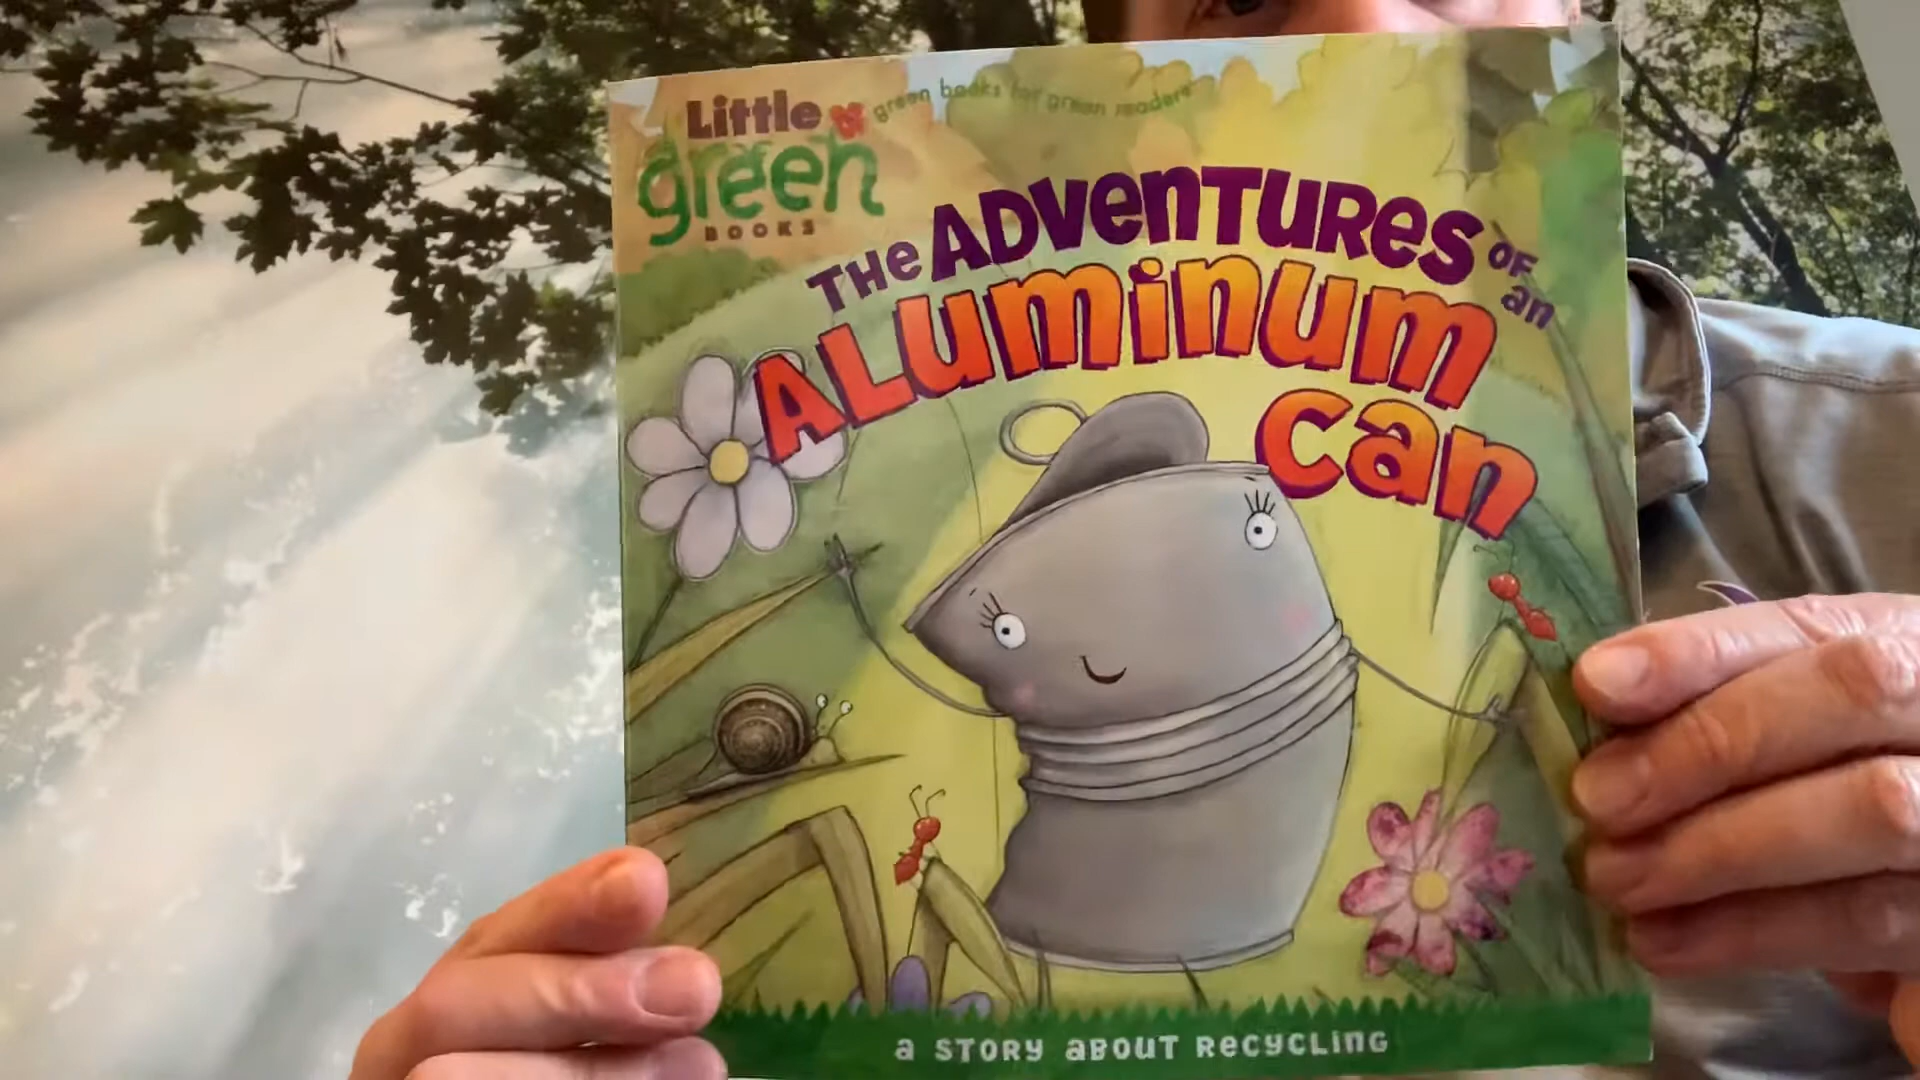 Little
green
BOOKS
green books for green readers
THe ADVenTURes OF an
ALuminum
can
a STORY aBOUT RecYcLinG